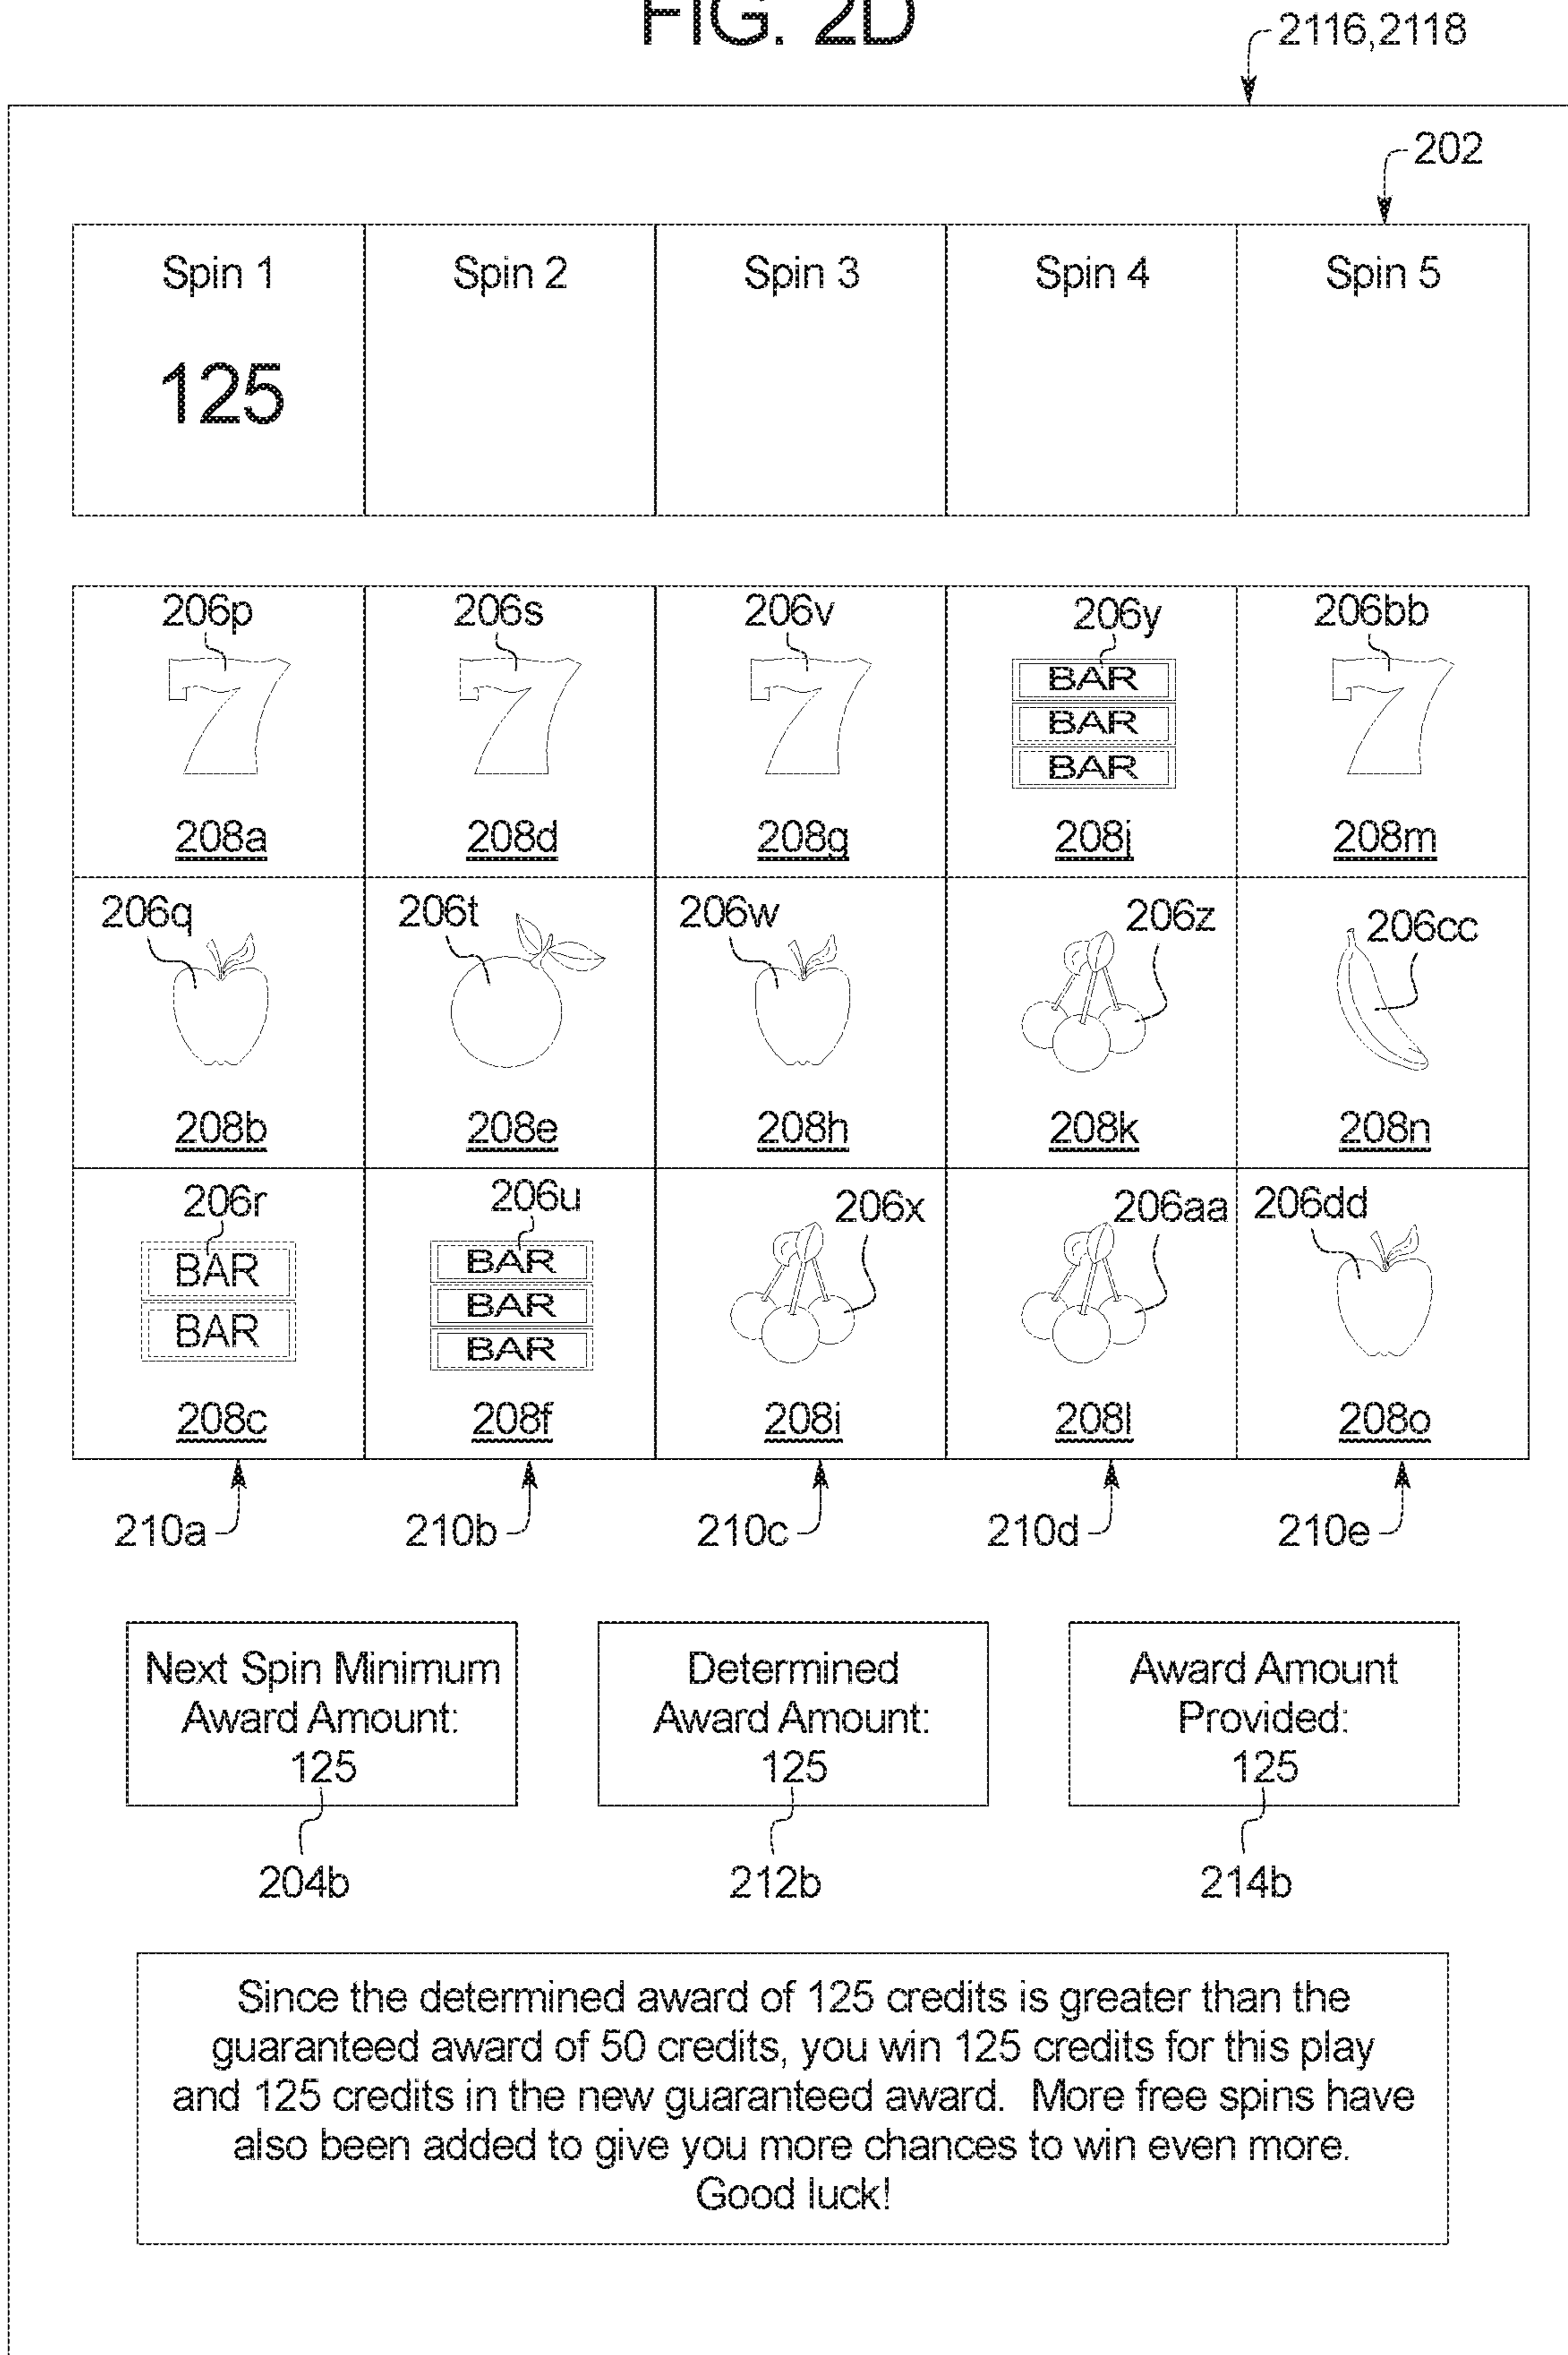 FIG. 2D
2116,2118
202
Spin 1 Spin 2 Spin 3 Spin 4 Spin 5
125
206p 206s 206v 206y 206bb
BAR
BAR
BAR
208a 208d 208g 208j 208m
206q 206t 206w 206z 206cc
208b 208e 208h 208k 208n
206r 206u 206x 206aa 206dd
BAR BAR
BAR BAR
BAR
208c 208f 208i 208l 208o
210a 210b 210c 210d 210e
Next Spin Minimum
Award Amount:
125
204b
Determined
Award Amount:
125
212b
Award Amount
Provided:
125
214b
Since the determined award of 125 credits is greater than the
guaranteed award of 50 credits, you win 125 credits for this play
and 125 credits in the new guaranteed award. More free spins have
also been added to give you more chances to win even more.
Good luck!